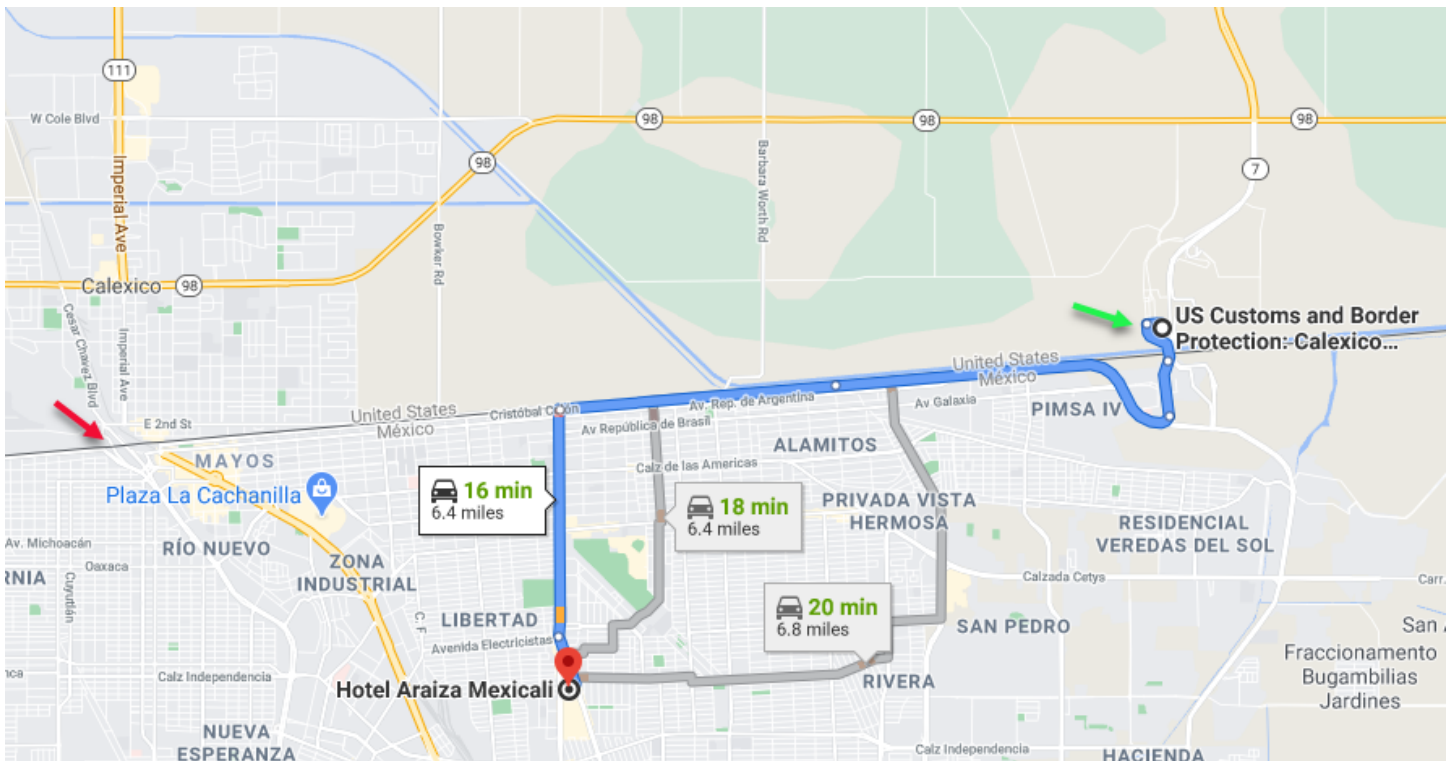 111
W Cole Blvd
98
98
98
98
7
Imperial Ave
Bowker Rd
Barbara Worth Rd
Calexico
98
Cesar Chavez Blvd
Imperial Ave
US Customs and Border
Protection: Calexico...
United States
México
United States
México
Cristóbal Colón
Av. Rep. de Argentina
Av Galaxia
PIMSA IV
E 2nd St
Av República de Brasil
MAYOS
ALAMITOS
Calz de las Americas
Plaza La Cachanilla
16 min
6.4 miles
18 min
6.4 miles
PRIVADA VISTA
HERMOSA
RESIDENCIAL
VEREDAS DEL SOL
Av. Michoacán
RÍO NUEVO
Oaxaca
ZONA
INDUSTRIAL
RNIA
Cuyutlán
Calzada Cetys
Carr.
C. F.
LIBERTAD
20 min
6.8 miles
Avenida Electricistas
SAN PEDRO
San
Fraccionamento
Bugambilias
Jardines
nca
Calz Independencia
Hotel Araiza Mexicali
RIVERA
NUEVA
ESPERANZA
Calz Independencia
HACIENDA